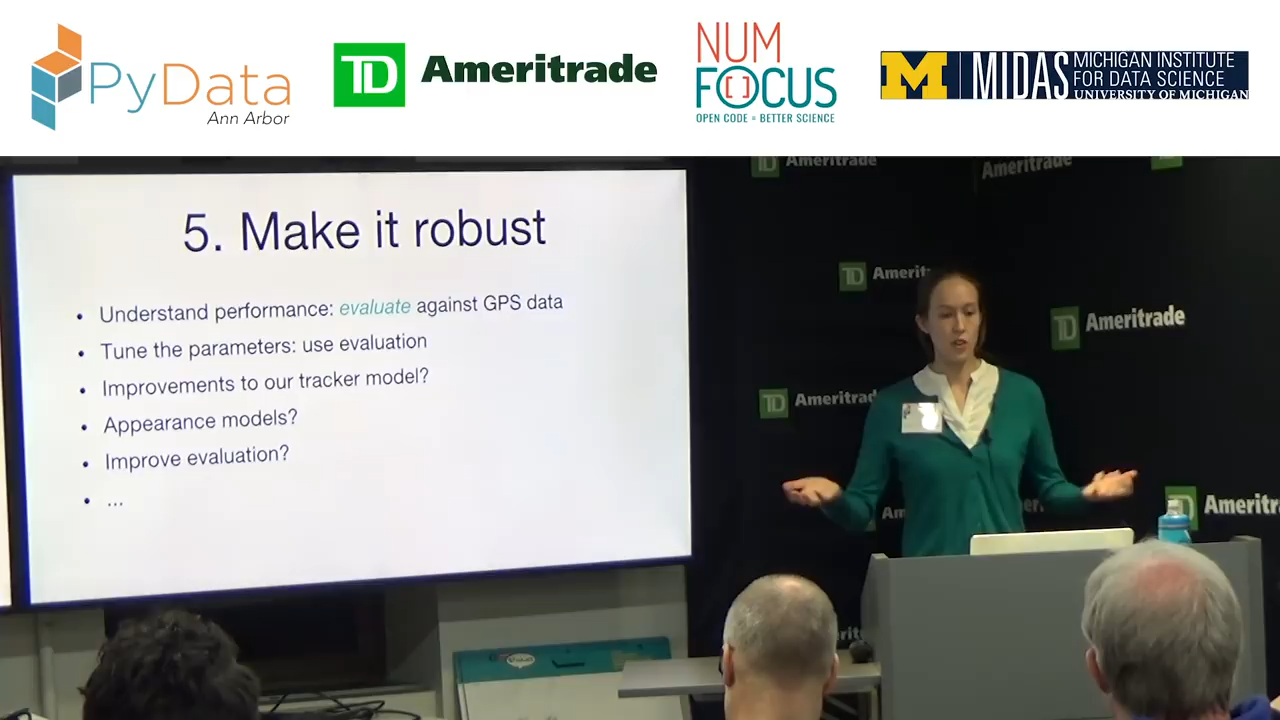 PyData
Ann Arbor
TD Ameritrade
NUM
FOCUS
OPEN CODE = BETTER SCIENCE
M MIDAS
MICHIGAN INSTITUTE
FOR DATA SCIENCE
UNIVERSITY OF MICHIGAN
5. Make it robust
• Understand performance: evaluate against GPS data
• Tune the parameters: use evaluation
• Improvements to our tracker model?
• Appearance models?
• Improve evaluation?
• ...
TD Ameritrade
Ameritrade
TD
TD Ameritrade
TD
TD
TD